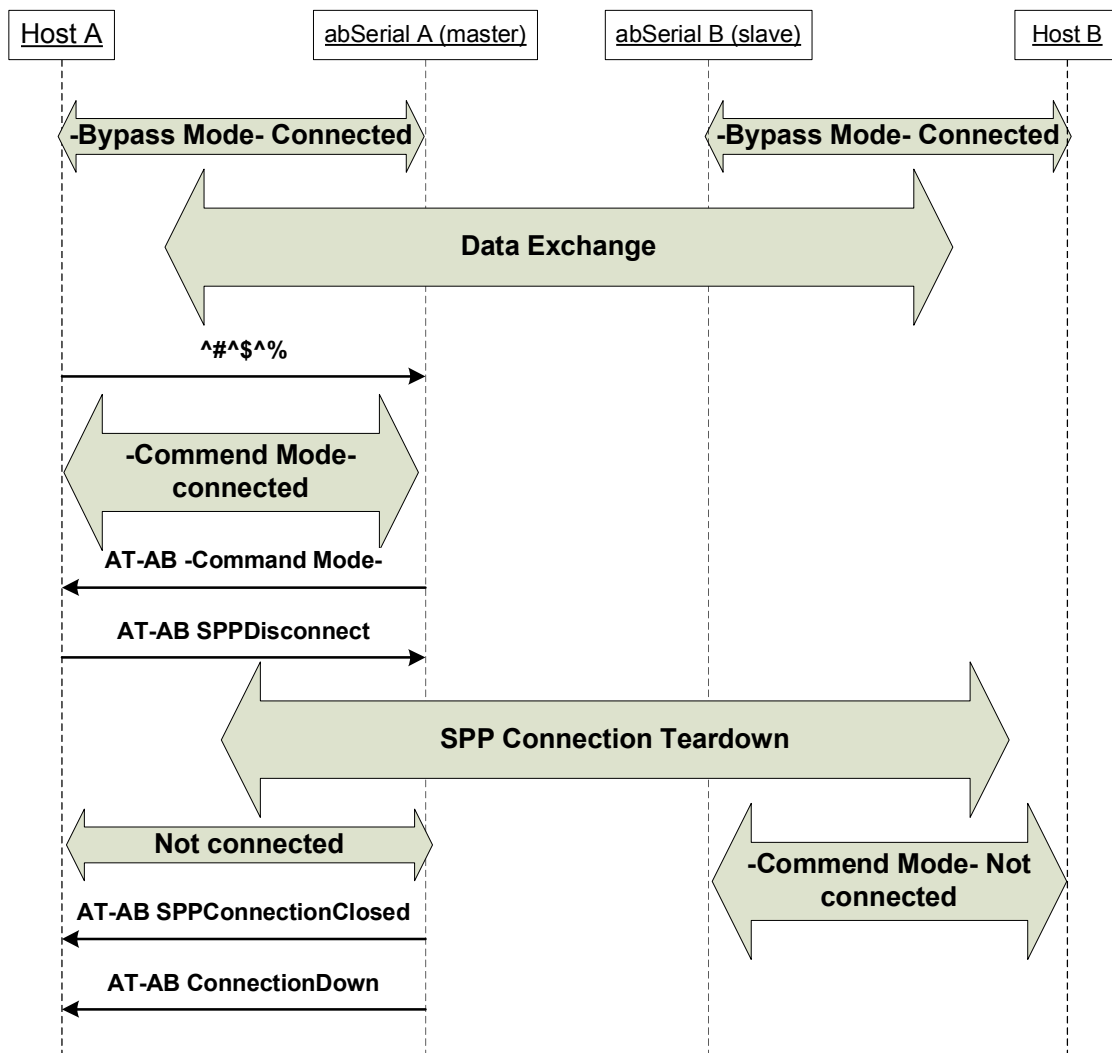 Host A
abSerial A (master)
abSerial B (slave)
Host B
-Bypass Mode- Connected
-Bypass Mode- Connected
Data Exchange
^#^$^%
-Commend Mode-
connected
AT-AB -Command Mode-
AT-AB SPPDisconnect
SPP Connection Teardown
Not connected
-Commend Mode- Not
connected
AT-AB SPPConnectionClosed
AT-AB ConnectionDown